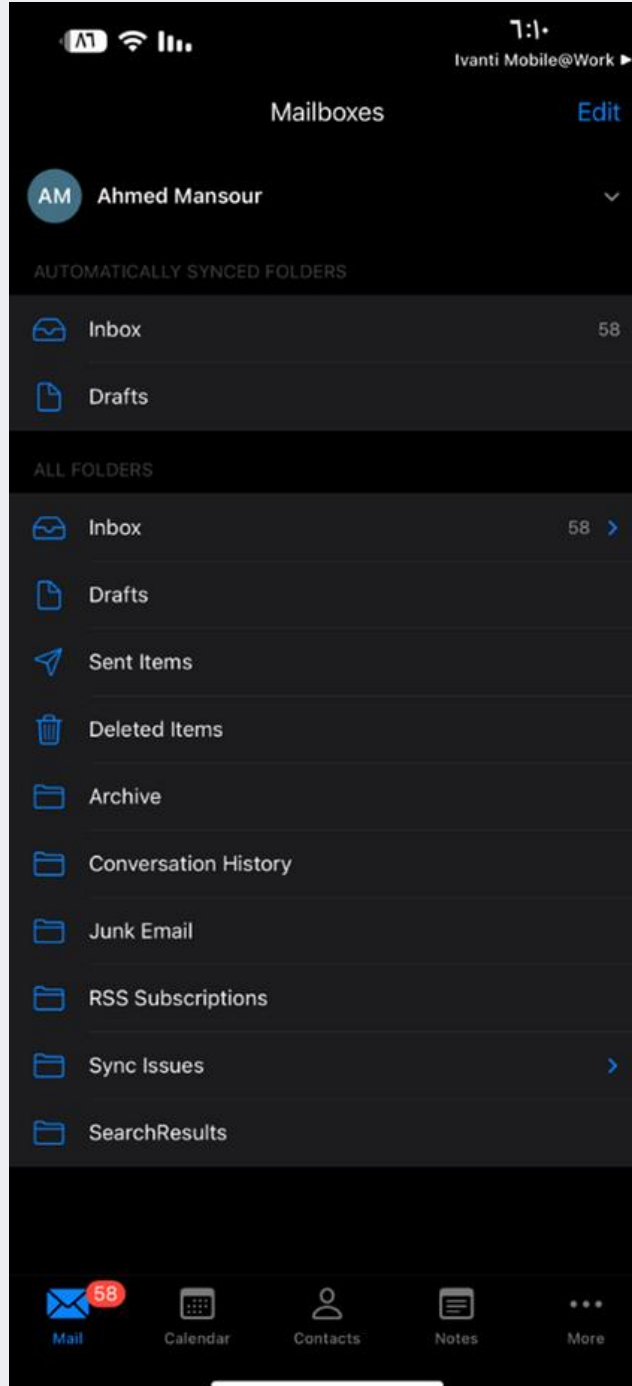 ٨٦
٦:١٠
Ivanti Mobile@Work ▶
Mailboxes
Edit
AM Ahmed Mansour
AUTOMATICALLY SYNCED FOLDERS
Inbox 58
Drafts
ALL FOLDERS
Inbox 58
Drafts
Sent Items
Deleted Items
Archive
Conversation History
Junk Email
RSS Subscriptions
Sync Issues
SearchResults
58
Mail Calendar Contacts Notes More